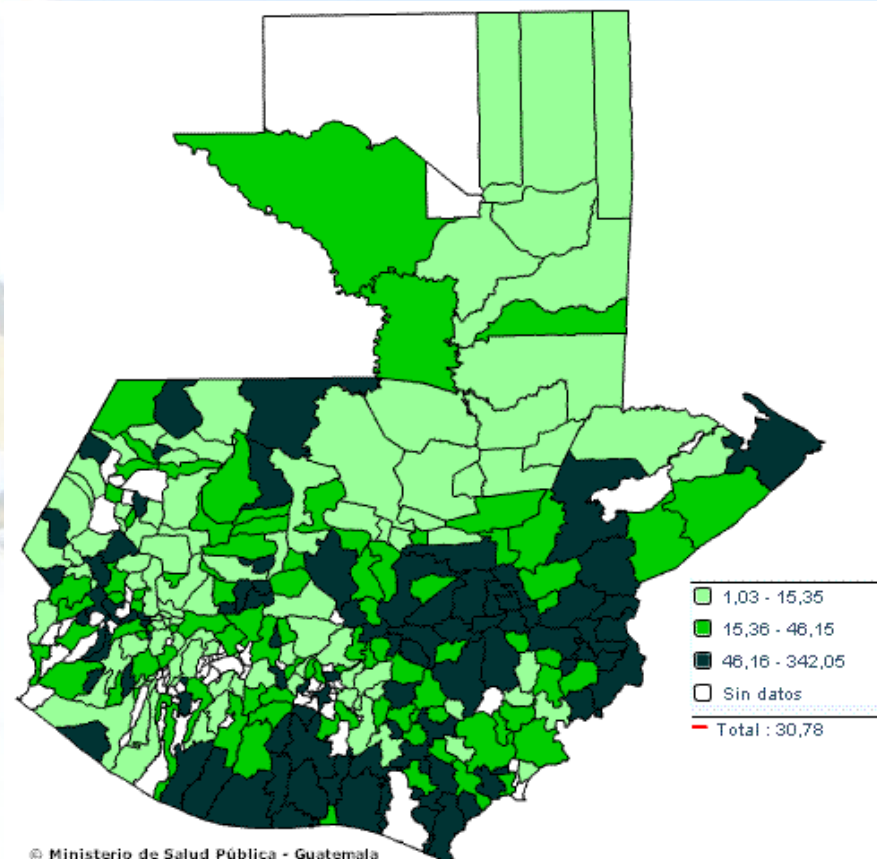 1,03 - 15,35
15,36 - 46,15
46,16 - 342,05
Sin datos
Total : 30,78
© Ministerio de Salud Pública - Guatemala